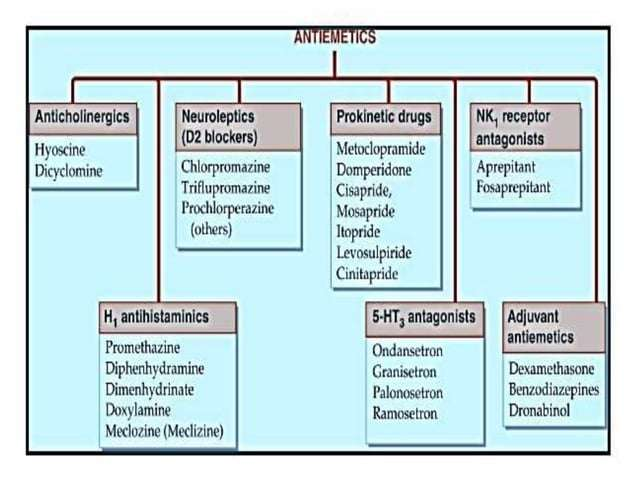 ANTIEMETICS
Anticholinergics
Hyoscine
Dicyclomine
Neuroleptics
(D2 blockers)
Chlorpromazine
Triflupromazine
Prochlorperazine
(others)
Prokinetic drugs
Metoclopramide
Domperidone
Cisapride,
Mosapride
Itopride
Levosulpiride
Cinitapride
NK₁ receptor
antagonists
Aprepitant
Fosaprepitant
H₁ antihistaminics
Promethazine
Diphenhydramine
Dimenhydrinate
Doxylamine
Meclozine (Meclizine)
5-HT₃ antagonists
Ondansetron
Granisetron
Palonosetron
Ramosetron
Adjuvant
antiemetics
Dexamethasone
Benzodiazepines
Dronabinol